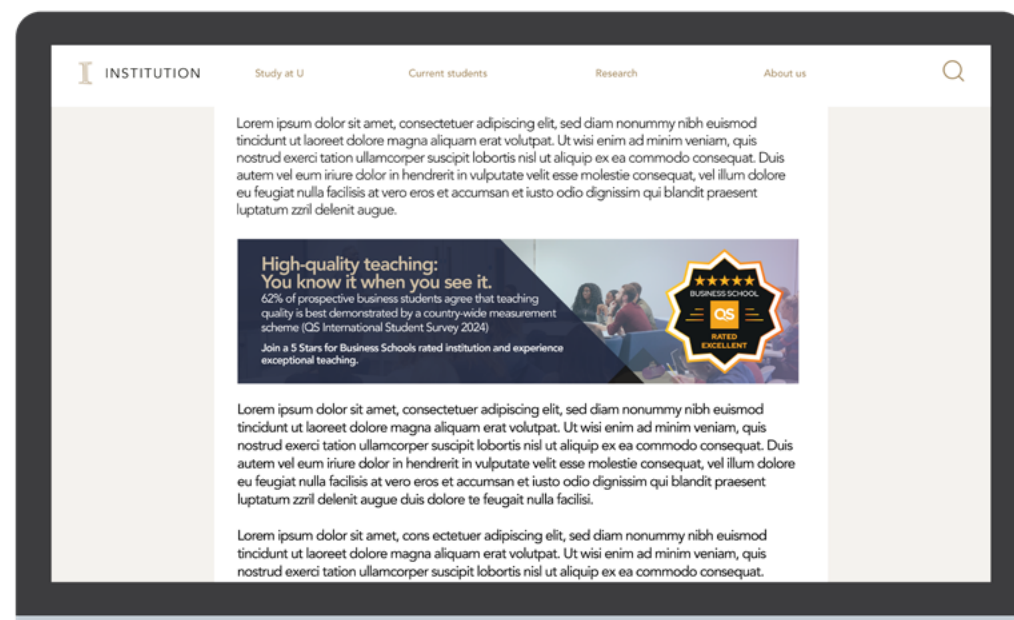 I INSTITUTION
Study at U
Current students
Research
About us
Lorem ipsum dolor sit amet, consectetuer adipiscing elit, sed diam nonummy nibh euismod
tincidunt ut laoreet dolore magna aliquam erat volutpat. Ut wisi enim ad minim veniam, quis
nostrud exerci tation ullamcorper suscipit lobortis nisl ut aliquip ex ea commodo consequat. Duis
autem vel eum iriure dolor in hendrerit in vulputate velit esse molestie consequat, vel illum dolore
eu feugiat nulla facilisis at vero eros et accumsan et iusto odio dignissim qui blandit praesent
luptatum zzril delenit augue.
High-quality teaching:
You know it when you see it.
62% of prospective business students agree that teaching
quality is best demonstrated by a country-wide measurement
scheme (QS International Student Survey 2024)
Join a 5 Stars for Business Schools rated institution and experience
exceptional teaching.
BUSINESS SCHOOL
QS
RATED
EXCELLENT
Lorem ipsum dolor sit amet, consectetuer adipiscing elit, sed diam nonummy nibh euismod
tincidunt ut laoreet dolore magna aliquam erat volutpat. Ut wisi enim ad minim veniam, quis
nostrud exerci tation ullamcorper suscipit lobortis nisl ut aliquip ex ea commodo consequat. Duis
autem vel eum iriure dolor in hendrerit in vulputate velit esse molestie consequat, vel illum dolore
eu feugiat nulla facilisis at vero eros et accumsan et iusto odio dignissim qui blandit praesent
luptatum zzril delenit augue duis dolore te feugait nulla facilisi.
Lorem ipsum dolor sit amet, cons ectetuer adipiscing elit, sed diam nonummy nibh euismod
tincidunt ut laoreet dolore magna aliquam erat volutpat. Ut wisi enim ad minim veniam, quis
nostrud exerci tation ullamcorper suscipit lobortis nisl ut aliquip ex ea commodo consequat.